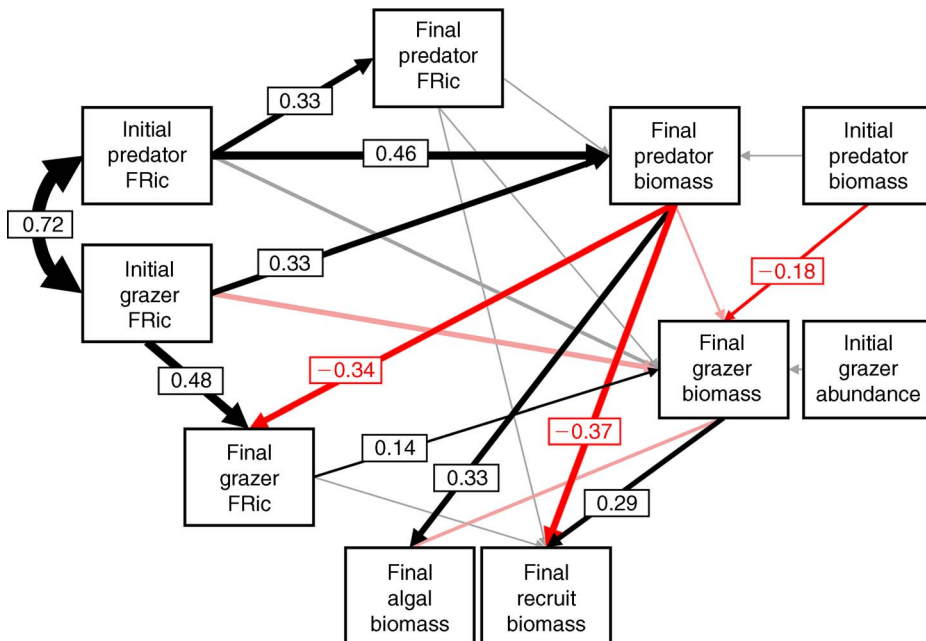 Final
predator
FRic
0.33
Initial
predator
FRic
0.46
Final
predator
biomass
Initial
predator
biomass
0.72
Initial
grazer
FRic
0.33
−0.18
0.48
−0.34
Final
grazer
biomass
Initial
grazer
abundance
Final
grazer
FRic
0.14
−0.37
0.33
0.29
Final
algal
biomass
Final
recruit
biomass